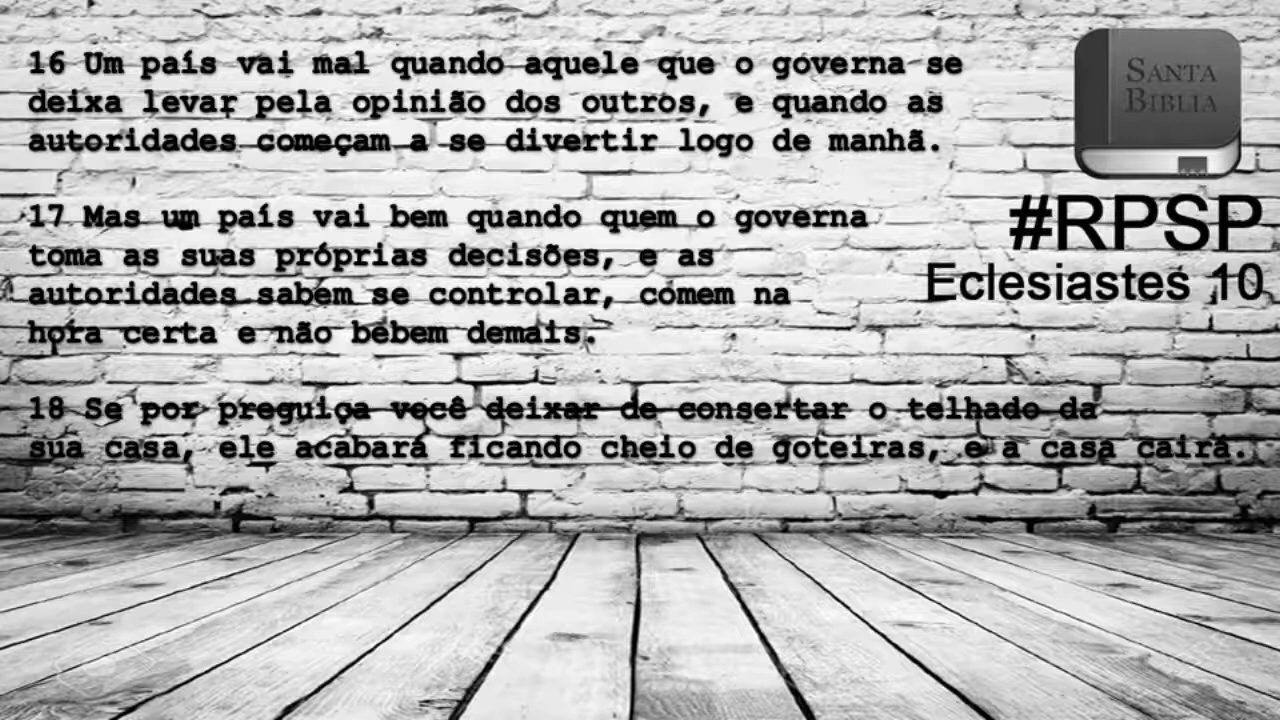 16 Um país vai mal quando aquele que o governa se
deixa levar pela opinião dos outros, e quando as
autoridades começam a se divertir logo de manhã.
17 Mas um país vai bem quando quem o governa
toma as suas próprias decisões, e as
autoridades sabem se controlar, comem na
hora certa e não bebem demais.
18 Se por preguiça você deixar de consertar o telhado da
sua casa, ele acabará ficando cheio de goteiras, e a casa cairá.
SANTA
BIBLIA
#RPSP
Eclesiastes 10